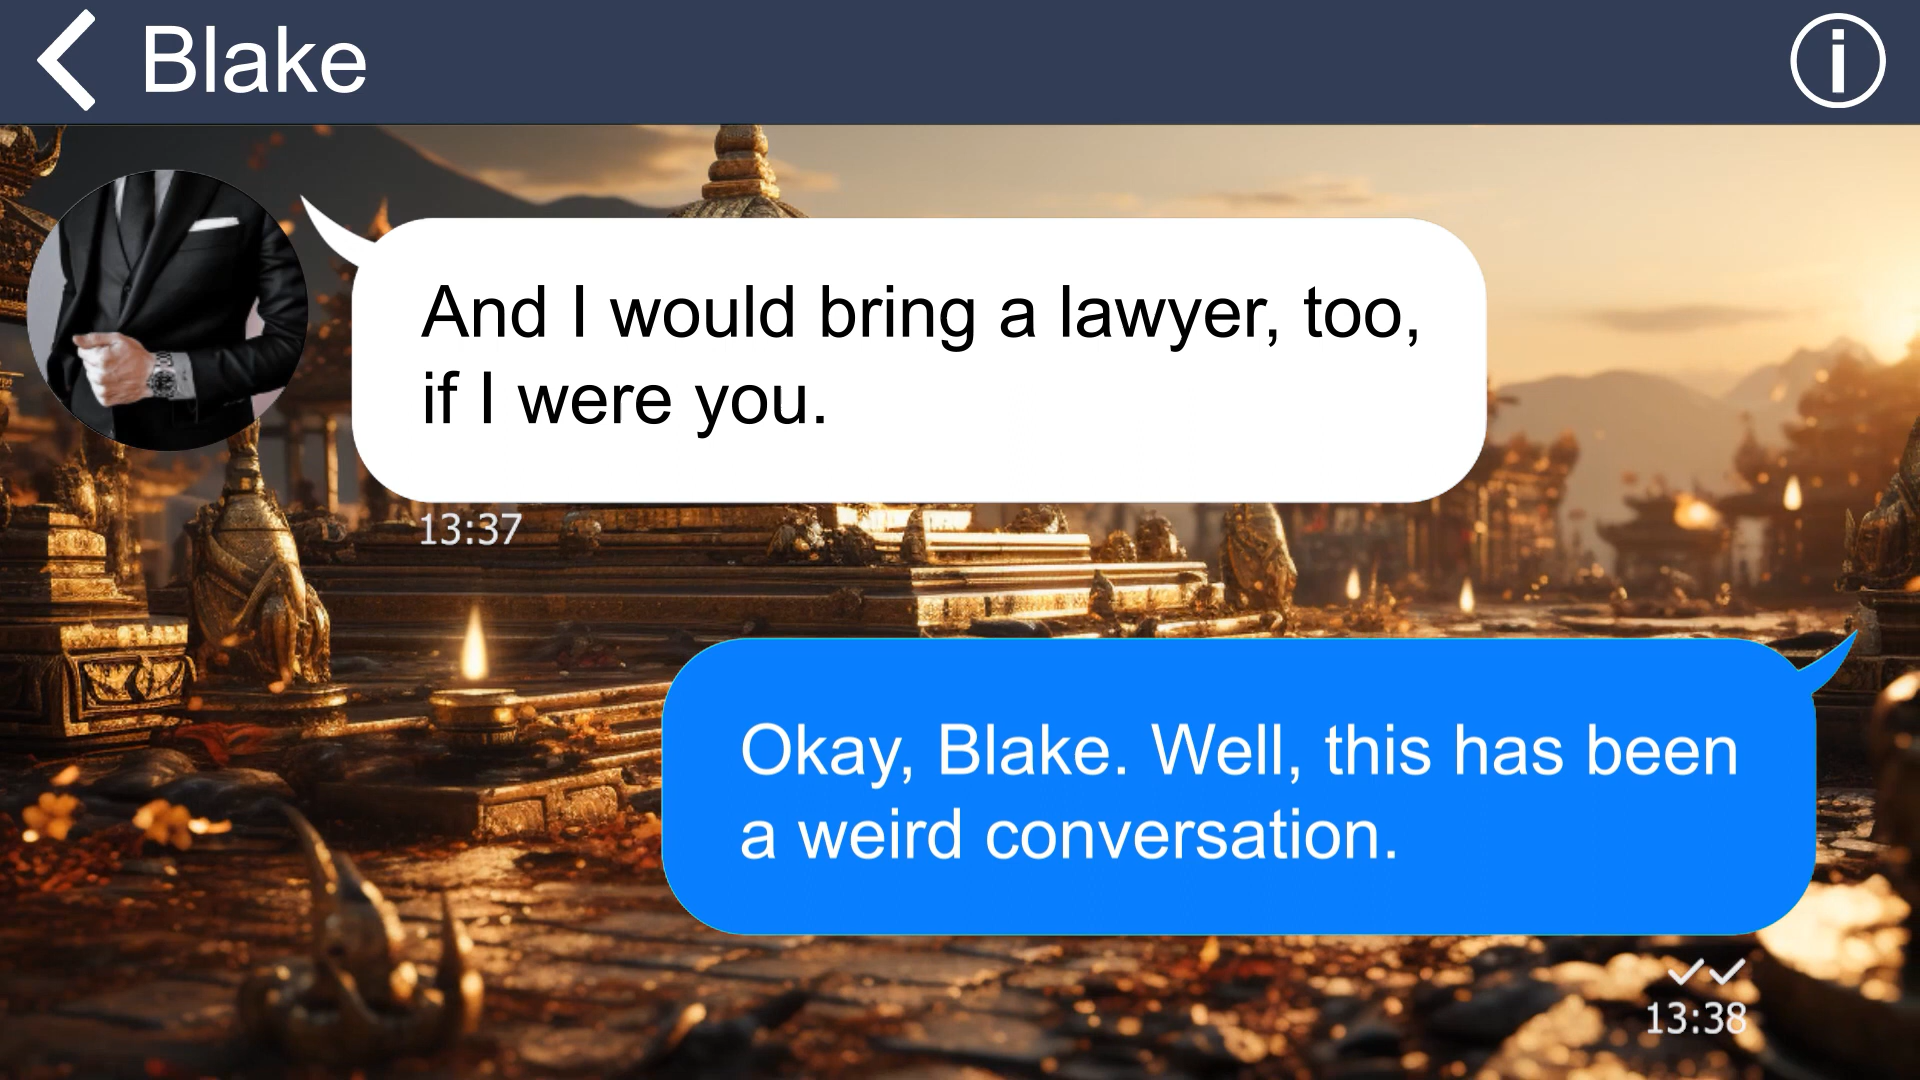 Blake
And I would bring a lawyer, too,
if I were you.
13:37
Okay, Blake. Well, this has been
a weird conversation.
13:38